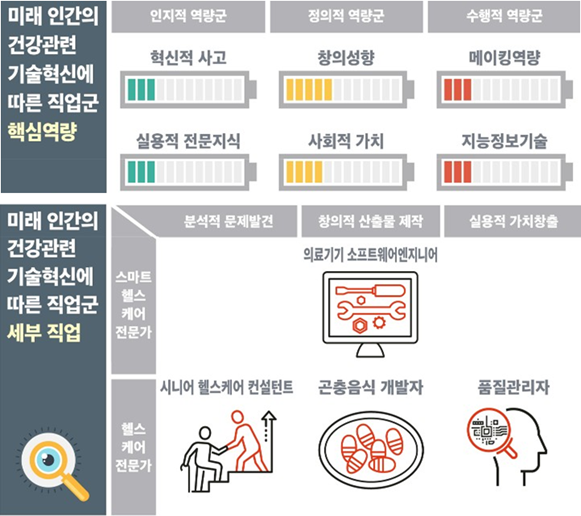 미래 인간의
건강관련
기술혁신에
따른 직업군
핵심역량
인지적 역량군
정의적 역량군
수행적 역량군
혁신적 사고
창의성향
메이킹역량
실용적 전문지식
사회적 가치
지능정보기술
미래 인간의
건강관련
기술혁신에
따른 직업군
세부 직업
분석적 문제발견
창의적 산출물 제작
실용적 가치창출
스마트
헬스
케어
전문가
의료기기 소프트웨어엔지니어
헬스
케어
전문가
시니어 헬스케어 컨설턴트
곤충음식 개발자
품질관리자